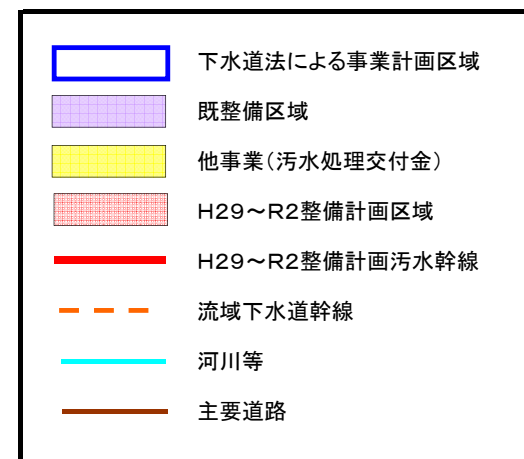 下水道法による事業計画区域
既整備区域
他事業（汚水処理交付金）
Ｈ２９～Ｒ２整備計画区域
Ｈ２９～Ｒ２整備計画汚水幹線
流域下水道幹線
河川等
主要道路